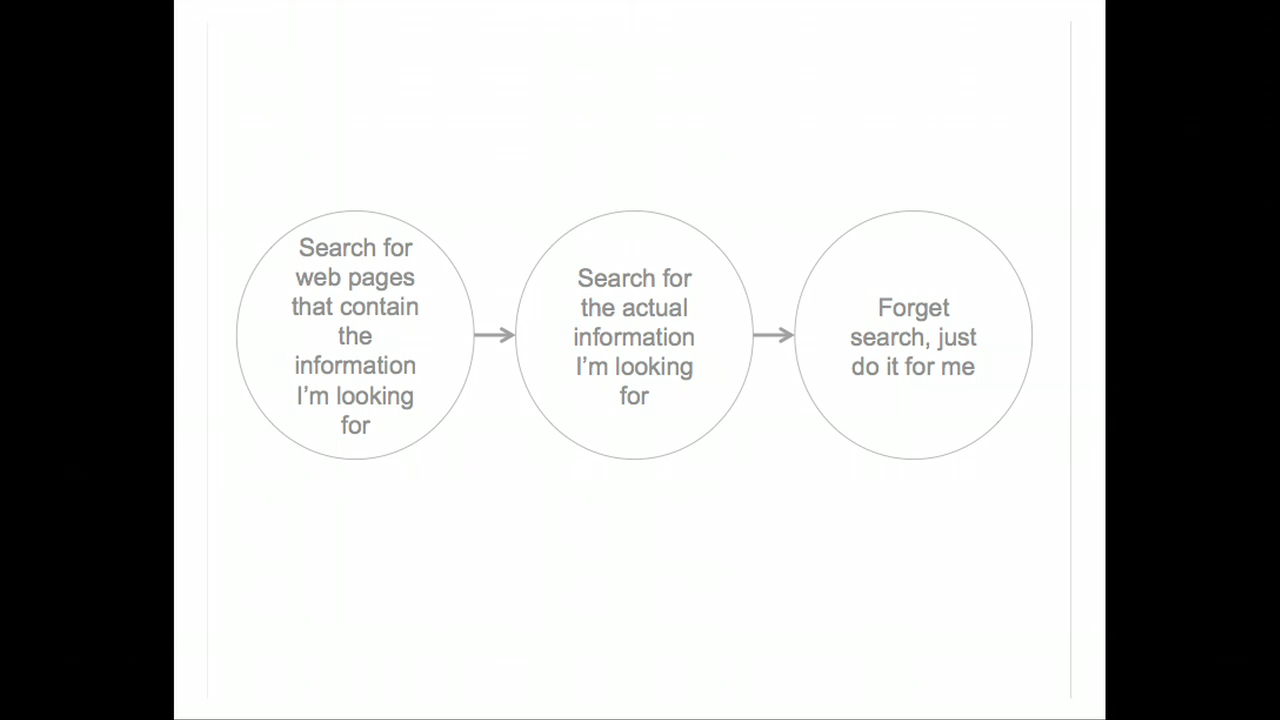 Search for
web pages
that contain
the
information
I'm looking
for
Search for
the actual
information
I'm looking
for
Forget
search, just
do it for me